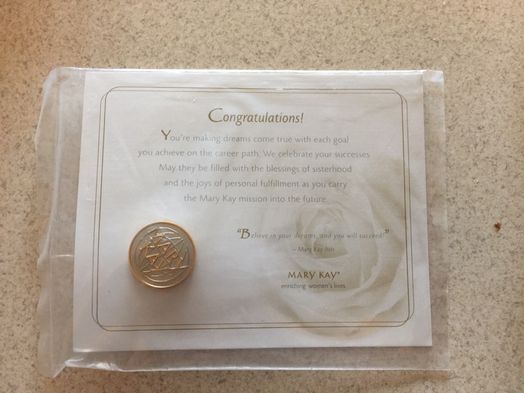 Congratulations!
You're making dreams come true with each goal
you achieve on the career path. We celebrate your successes
May they be filled with the blessings of sisterhood
and the joys of personal fulfillment as you carry
the Mary Kay mission into the future.
"Believe in your dreams, and you will succeed!"
– Mary Kay Ash
MARY KAY®
enriching women's lives